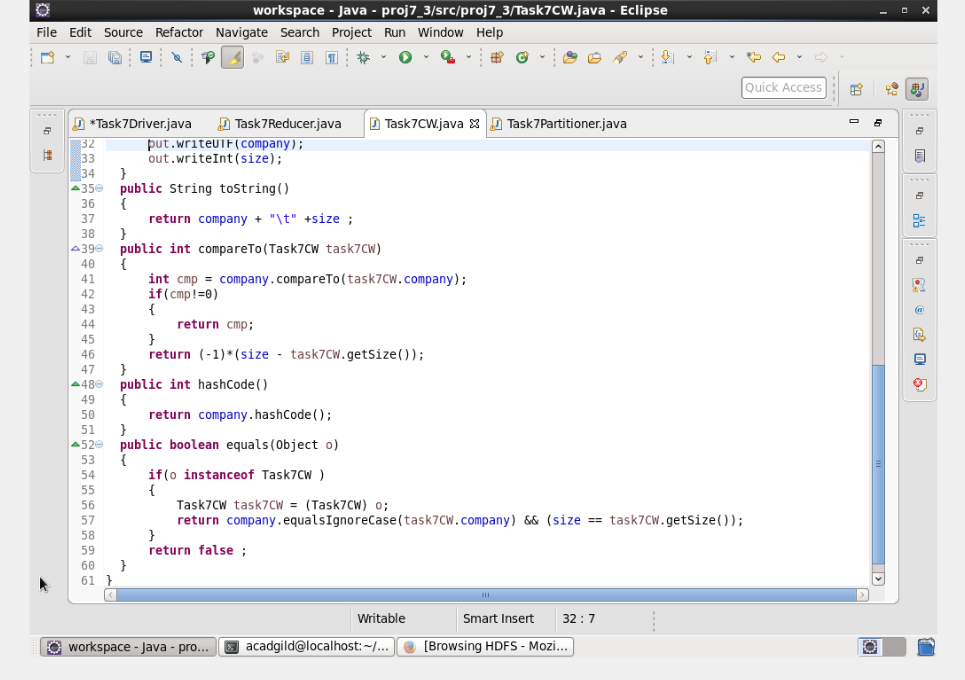 workspace - Java - proj7_3/src/proj7_3/Task7CW.java - Eclipse
File Edit Source Refactor Navigate Search Project Run Window Help
Quick Access
*Task7Driver.java Task7Reducer.java Task7CW.java Task7Partitioner.java
32 out.writeUTF(company);
33 out.writeInt(size);
34 }
35 public String toString()
36 {
37 return company + "\t" +size ;
38 }
39 public int compareTo(Task7CW task7CW)
40 {
41 int cmp = company.compareTo(task7CW.company);
42 if(cmp!=0)
43 {
44 return cmp;
45 }
46 return (-1)*(size - task7CW.getSize());
47 }
48 public int hashCode()
49 {
50 return company.hashCode();
51 }
52 public boolean equals(Object o)
53 {
54 if(o instanceof Task7CW )
55 {
56 Task7CW task7CW = (Task7CW) o;
57 return company.equalsIgnoreCase(task7CW.company) && (size == task7CW.getSize());
58 }
59 return false ;
60 }
61 }
Writable Smart Insert 32 : 7
workspace - Java - pro... acadgild@localhost:~/... [Browsing HDFS - Mozi...